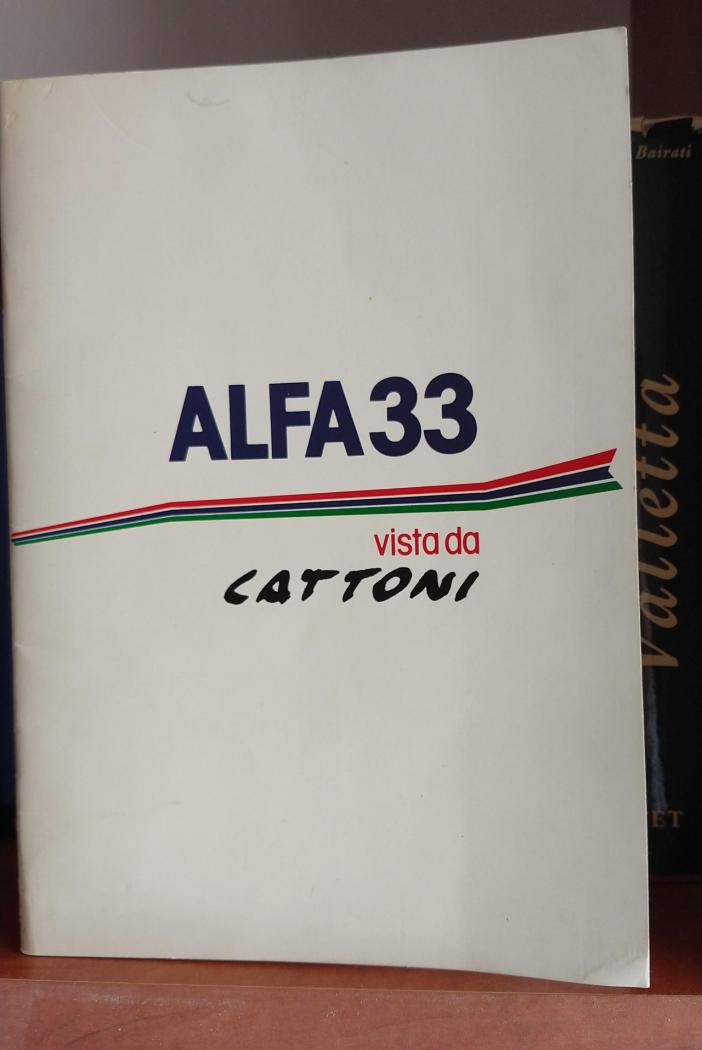 ALFA 33
vista da
CATTONI
Bairati
Valletta
ET